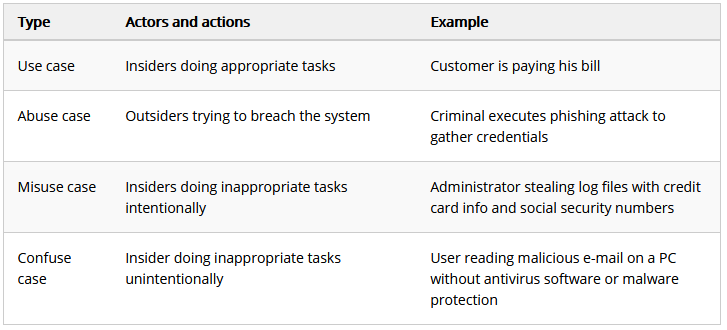 Type Actors and actions Example
Use case Insiders doing appropriate tasks Customer is paying his bill
Abuse case Outsiders trying to breach the system Criminal executes phishing attack to
gather credentials
Misuse case Insiders doing inappropriate tasks Administrator stealing log files with credit
intentionally card info and social security numbers
Confuse Insider doing inappropriate tasks User reading malicious e-mail on a PC
case unintentionally without antivirus software or malware
protection